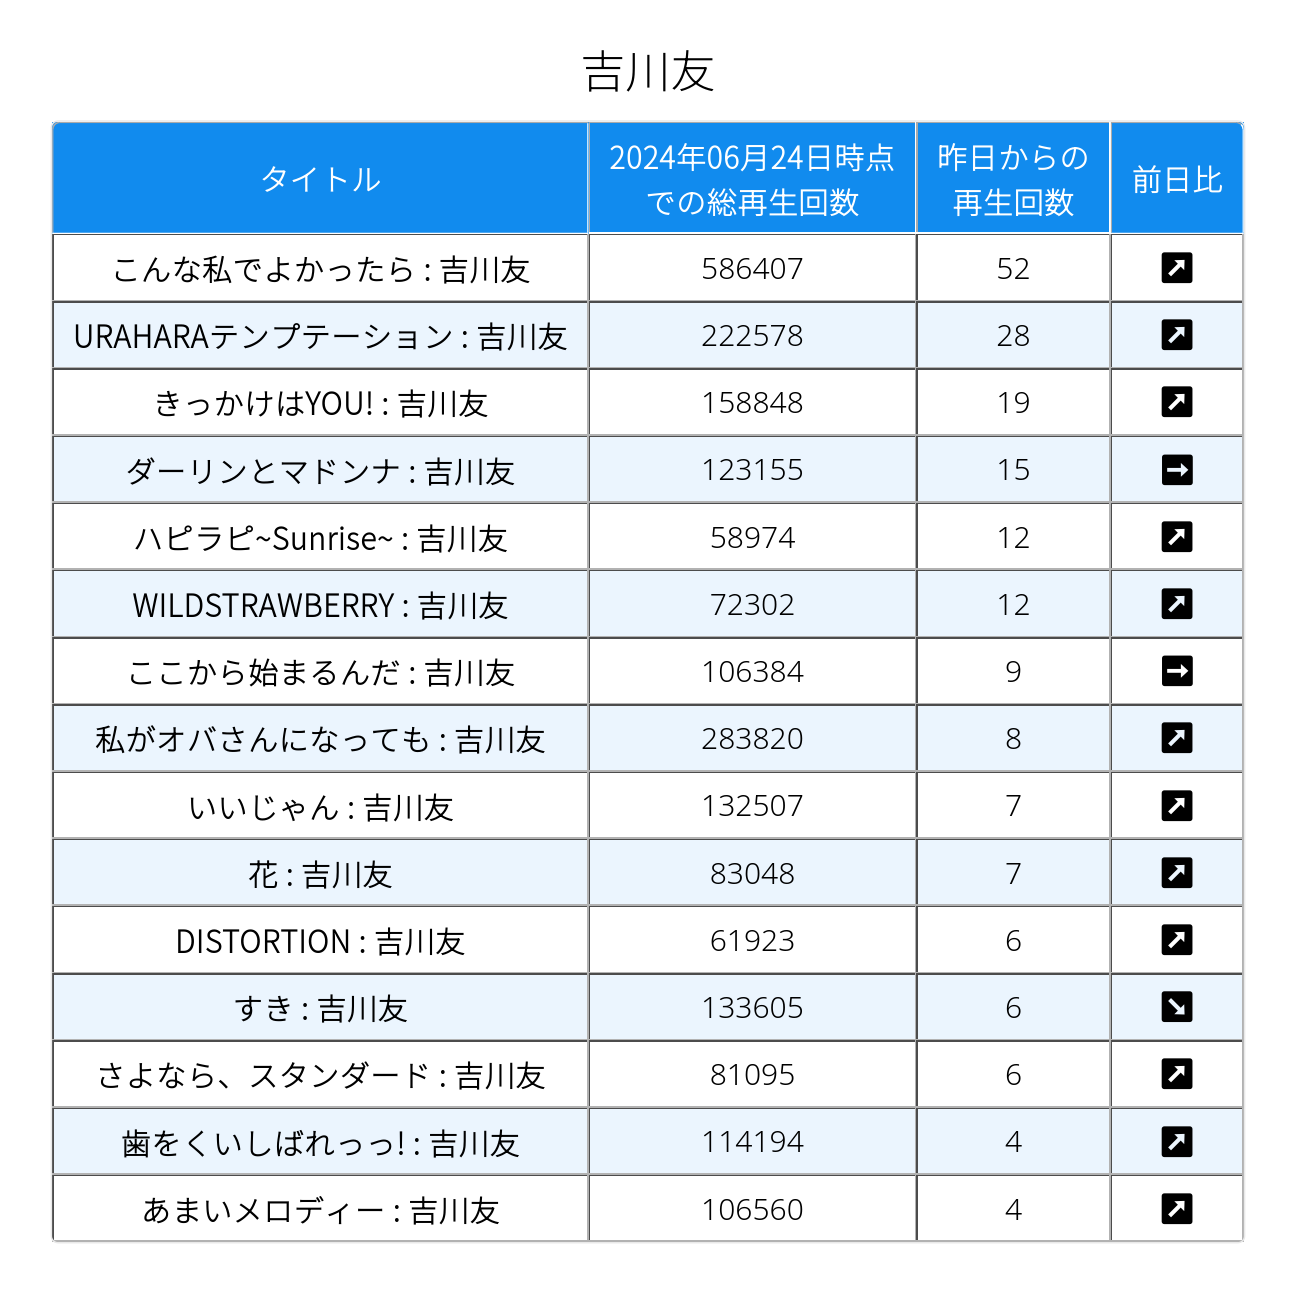 吉川友
タイトル
2024年06月24日時点
での総再生回数
昨日からの
再生回数
前日比
こんな私でよかったら : 吉川友 586407 52 ↗
URAHARAテンプテーション : 吉川友 222578 28 ↗
きっかけはYOU! : 吉川友 158848 19 ↗
ダーリンとマドンナ : 吉川友 123155 15 →
ハピラピ~Sunrise~ : 吉川友 58974 12 ↗
WILDSTRAWBERRY : 吉川友 72302 12 ↗
ここから始まるんだ : 吉川友 106384 9 →
私がオバさんになっても : 吉川友 283820 8 ↗
いいじゃん : 吉川友 132507 7 ↗
花 : 吉川友 83048 7 ↗
DISTORTION : 吉川友 61923 6 ↗
すき : 吉川友 133605 6 ↘
さよなら、スタンダード : 吉川友 81095 6 ↗
歯をくいしばれっっ! : 吉川友 114194 4 ↗
あまいメロディー : 吉川友 106560 4 ↗